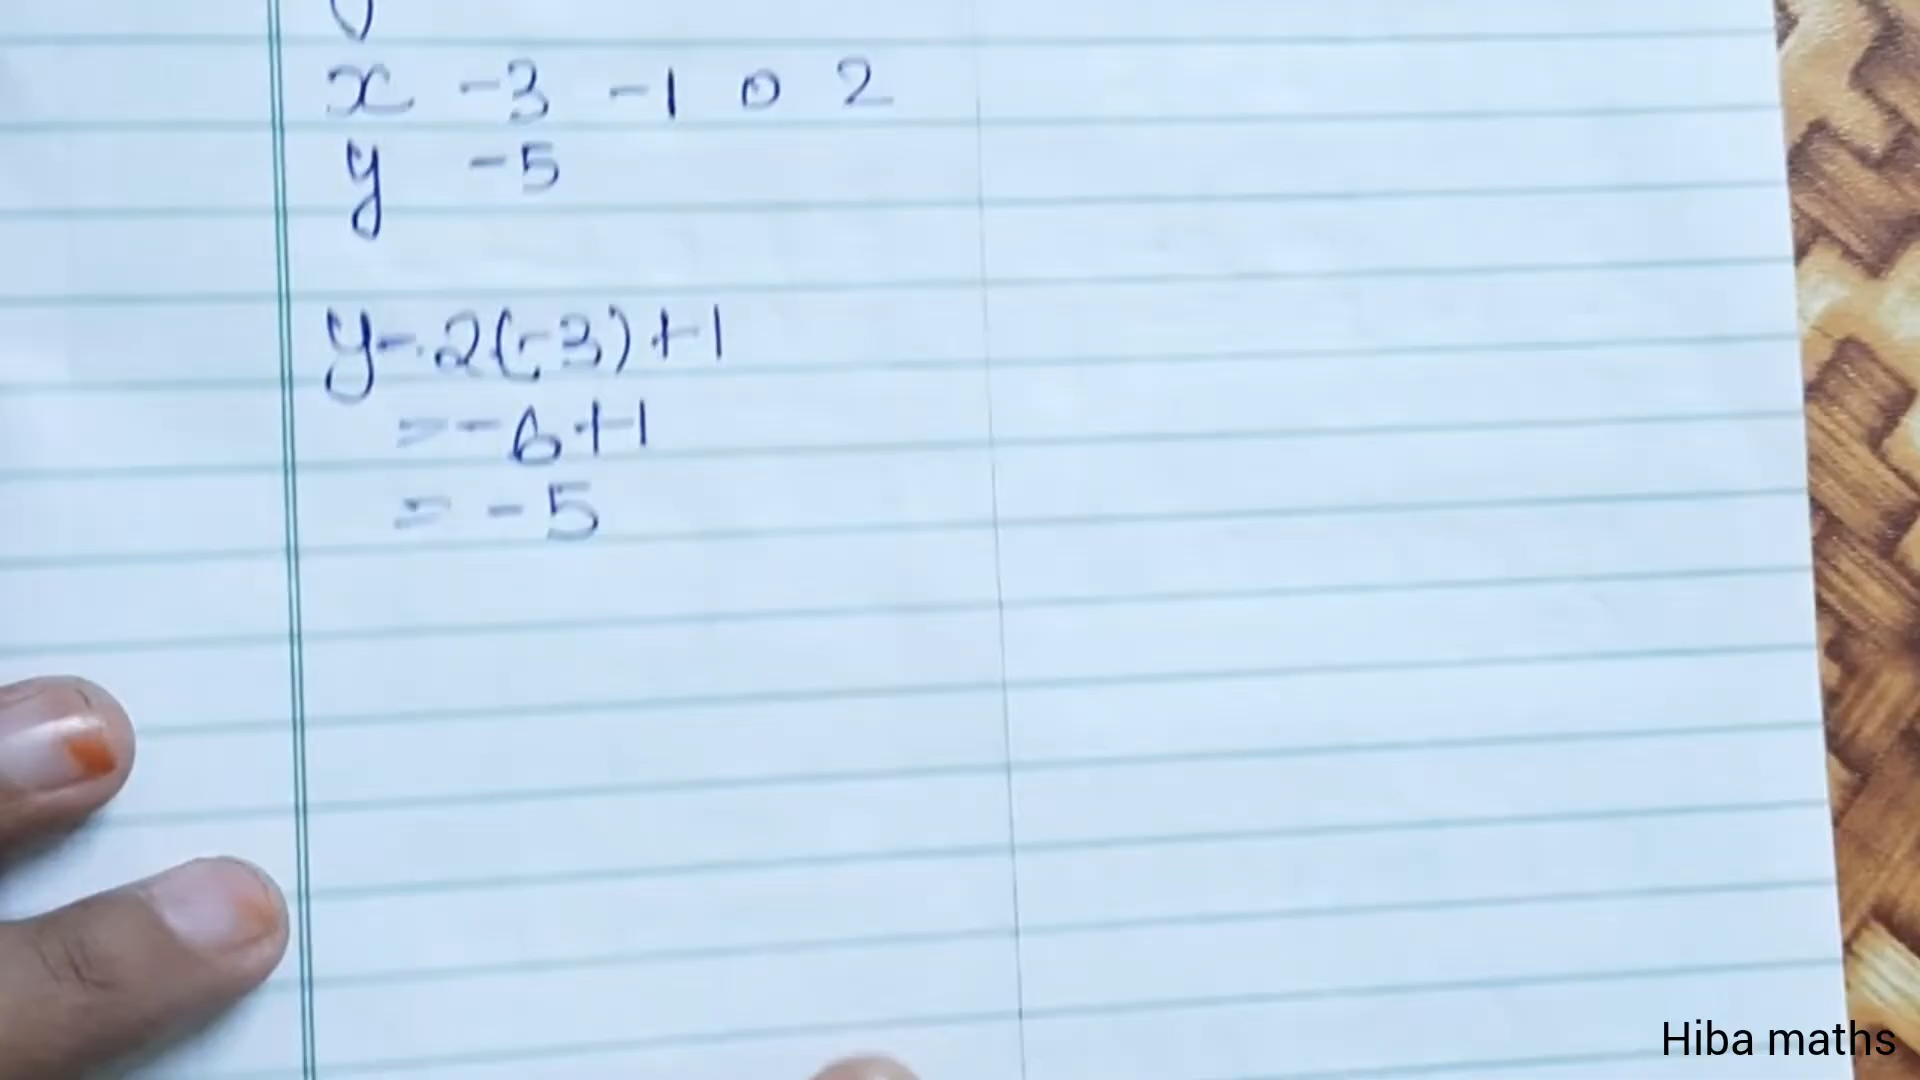 x -3 -1 0 2
y -5
y= 2(-3)+1
= -6+1
= -5
Hiba maths